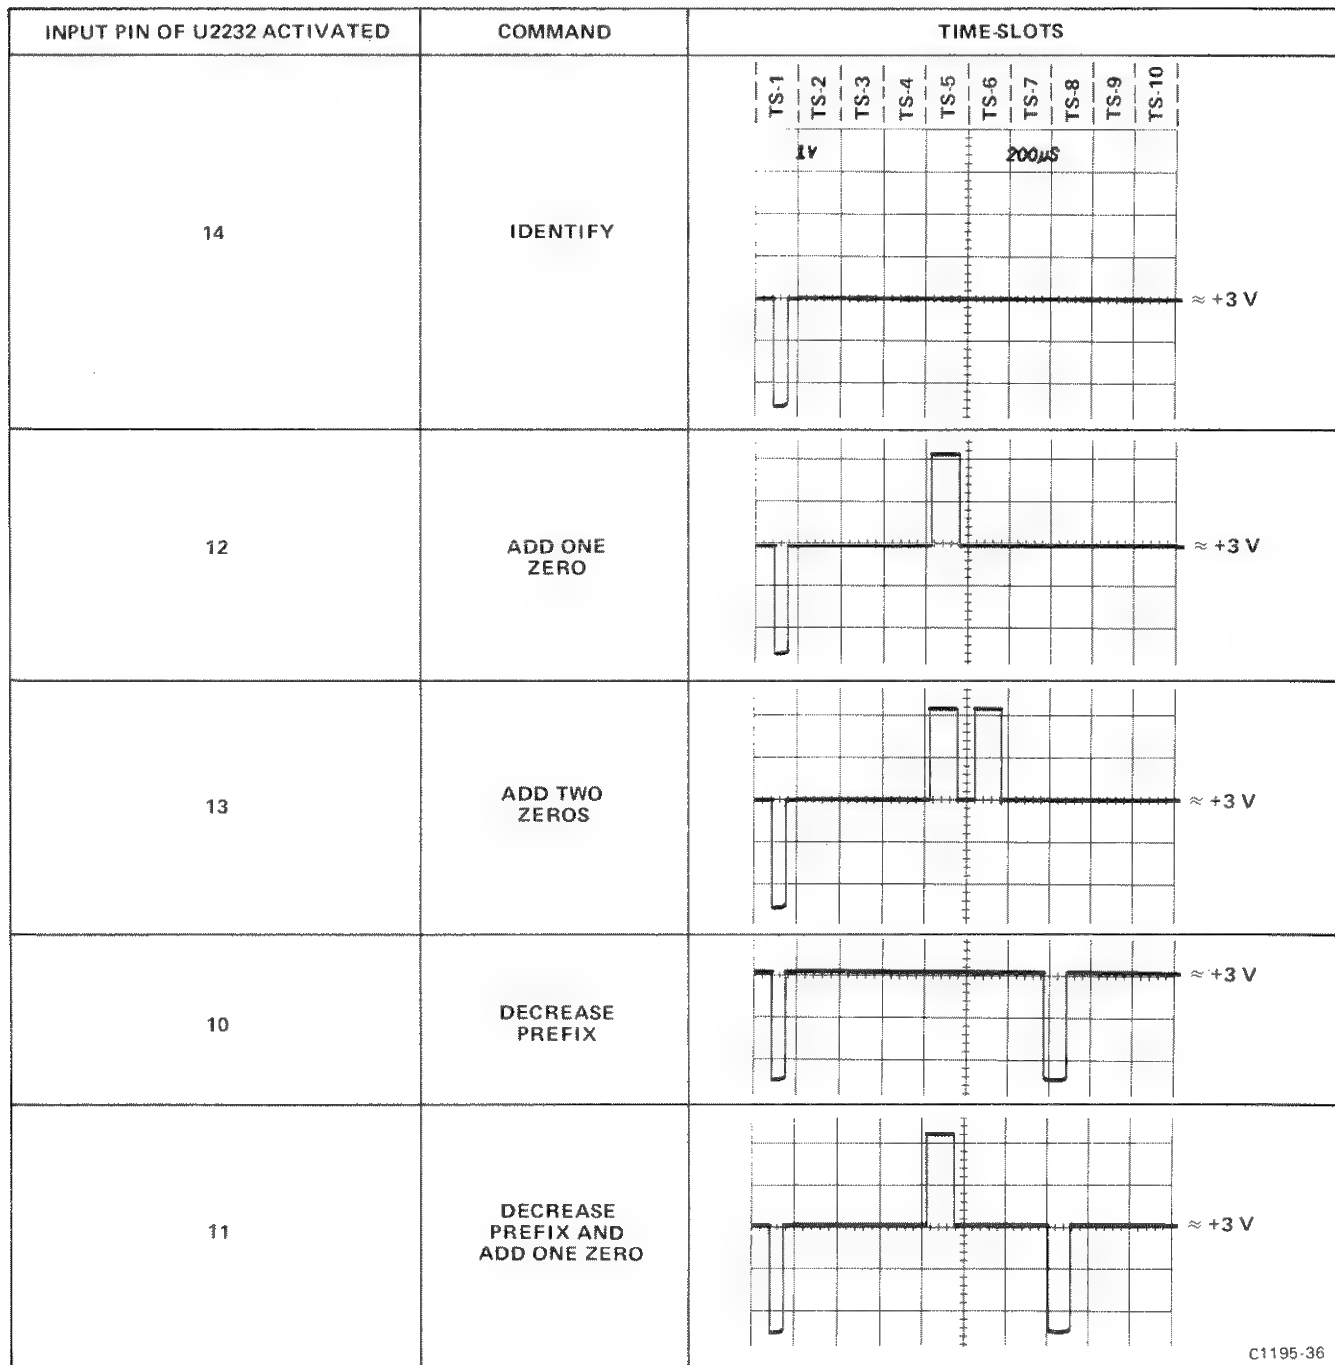 INPUT PIN OF U2232 ACTIVATED
COMMAND
TIME-SLOTS
TS-1
TS-2
TS-3
TS-4
TS-5
TS-6
TS-7
TS-8
TS-9
TS-10
1V
200µS
14
IDENTIFY
≈ +3 V
12
ADD ONE
ZERO
≈ +3 V
13
ADD TWO
ZEROS
≈ +3 V
10
DECREASE
PREFIX
≈ +3 V
11
DECREASE
PREFIX AND
ADD ONE ZERO
≈ +3 V
C1195-36